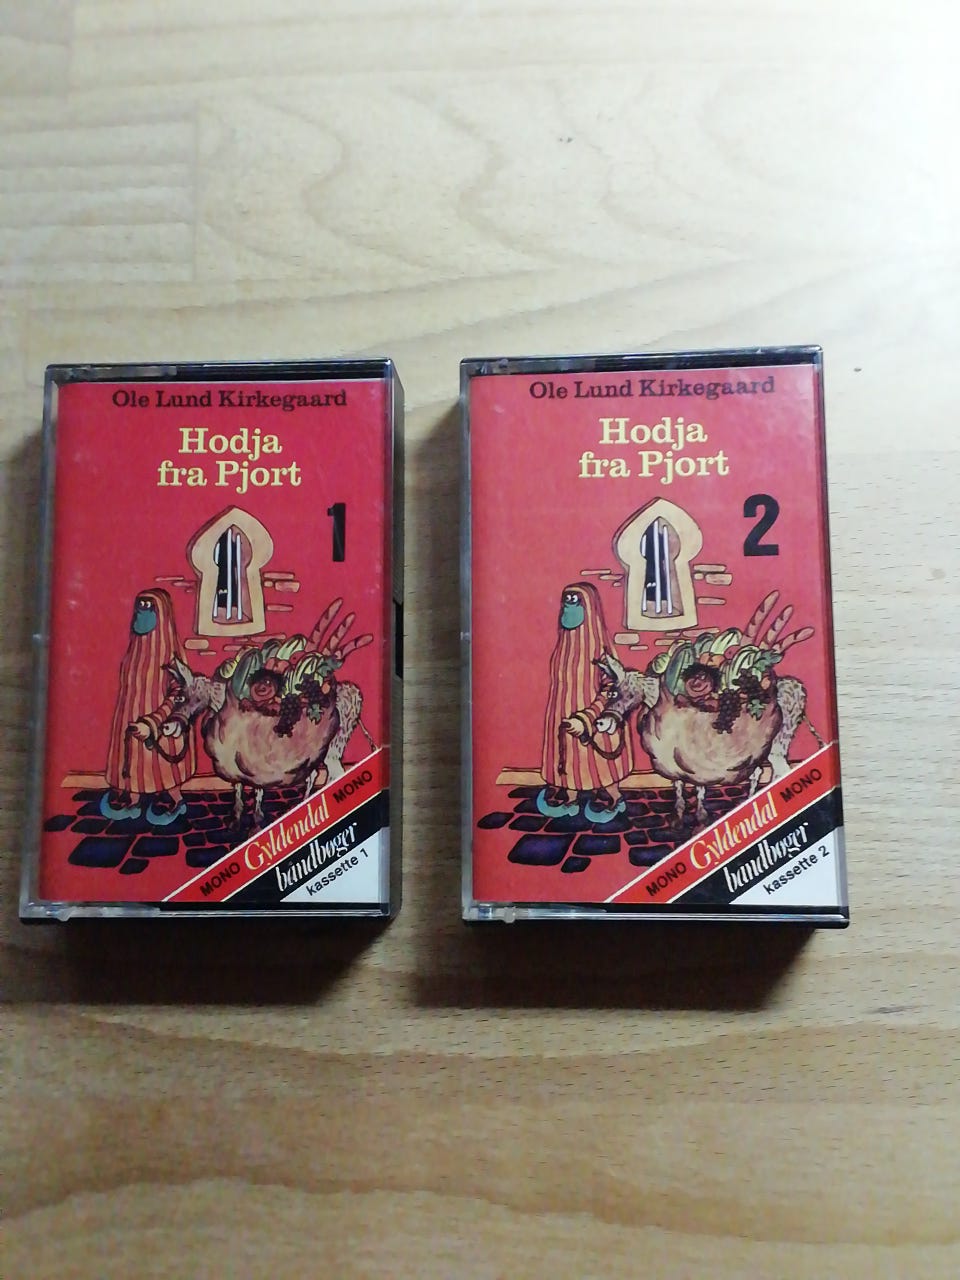 Ole Lund Kirkegaard
Hodja
fra Pjort
1
MONO Gyldendal MONO
båndbøger
kassette 1
Ole Lund Kirkegaard
Hodja
fra Pjort
2
MONO Gyldendal MONO
båndbøger
kassette 2